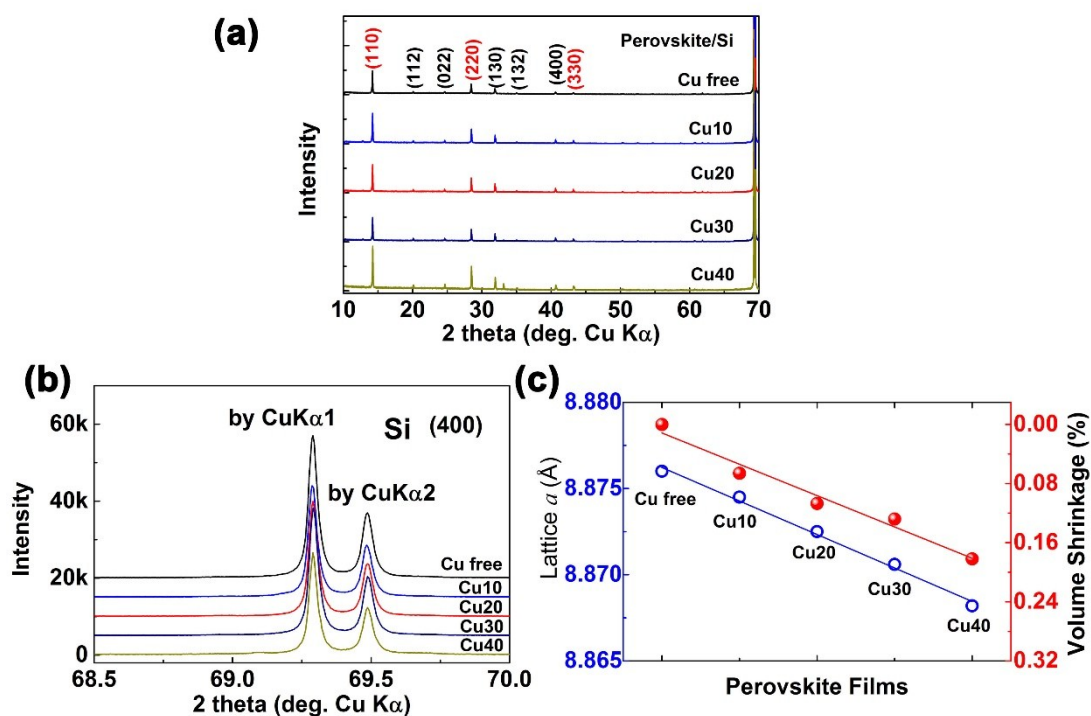 (a)
Perovskite/Si
(110)
(112)
(022)
(220)
(130)
(132)
(400)
(330)
Cu free
Cu10
Cu20
Cu30
Cu40
Intensity
10 20 30 40 50 60 70
2 theta (deg. Cu Kα)
(b)
60k
40k
20k
0
Intensity
by CuKα1
Si (400)
by CuKα2
Cu free
Cu10
Cu20
Cu30
Cu40
68.5 69.0 69.5 70.0
2 theta (deg. Cu Kα)
(c)
8.880
8.875
8.870
8.865
Lattice a (Å)
Cu free
Cu10
Cu20
Cu30
Cu40
0.00
0.08
0.16
0.24
0.32
Volume Shrinkage (%)
Perovskite Films